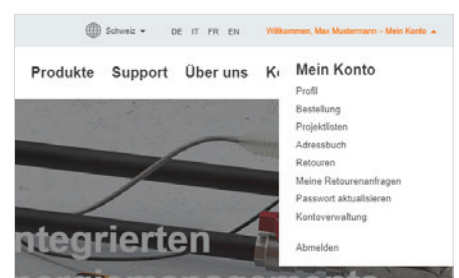 Schweiz DE IT FR EN Willkommen, Max Mustermann – Mein Konto
Produkte Support Über uns
Mein Konto
Profil
Bestellung
Projektlisten
Adressbuch
Retouren
Meine Retourenanfragen
Passwort aktualisieren
Kontoverwaltung
Abmelden
ntegrierten